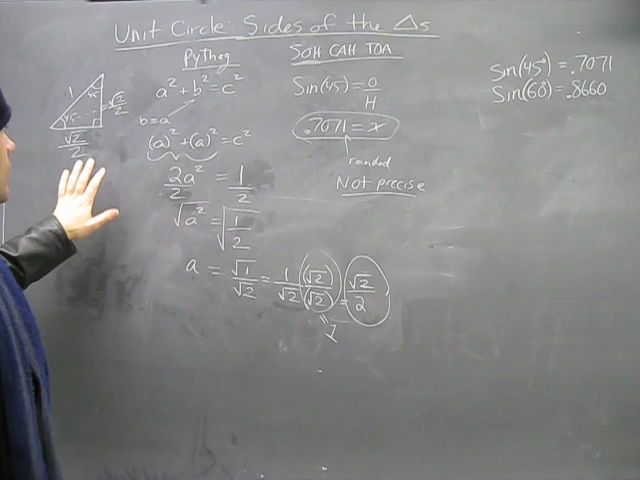 Unit Circle: Sides of the △s
Pythag
a² + b² = c²
b=a
(a)² + (a)² = c²
2a²/2 = 1/2
√a² = √1/2
a = √1/√2 = 1/√2 (√2)/(√2) = √2/2
= 1
SOH CAH TOA
Sin(45) = O/H
.7071 = x
rounded
Not precise
Sin(45°) = .7071
Sin(60°) = .8660
1
45
45
= √2/2
√2/2